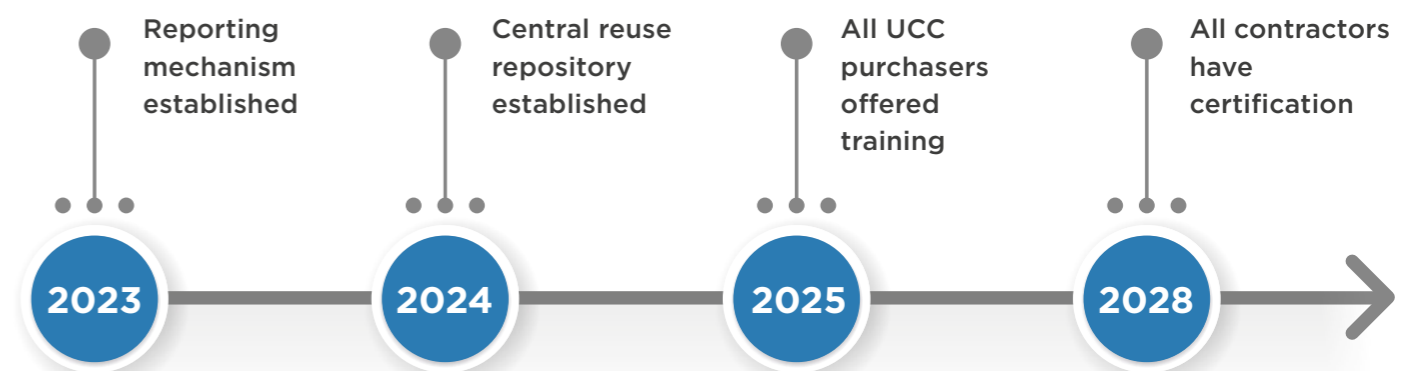 Reporting
mechanism
established
Central reuse
repository
established
All UCC
purchasers
offered
training
All contractors
have
certification
2023
2024
2025
2028